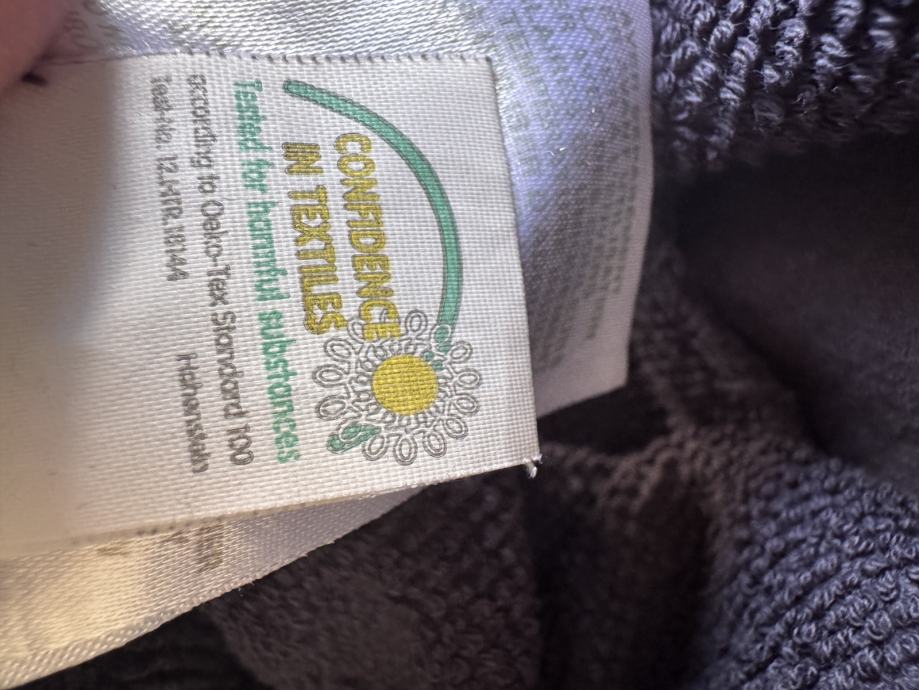 CONFIDENCE
IN TEXTILES
Tested for harmful substances
according to Oeko-Tex Standard 100
Test-No. 12.HTR.18144 Hohenstein